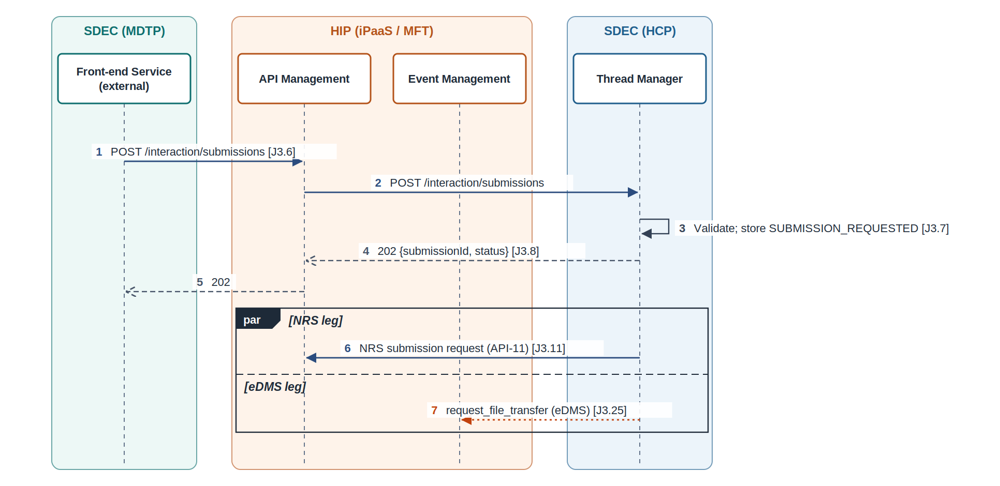 SDEC (MDTP)
HIP (iPaaS / MFT)
SDEC (HCP)
Front-end Service
(external)
API Management
Event Management
Thread Manager
1 POST /interaction/submissions [J3.6]
2 POST /interaction/submissions
3 Validate; store SUBMISSION_REQUESTED [J3.7]
4 202 {submissionId, status} [J3.8]
5 202
par [NRS leg]
6 NRS submission request (API-11) [J3.11]
[eDMS leg]
7 request_file_transfer (eDMS) [J3.25]